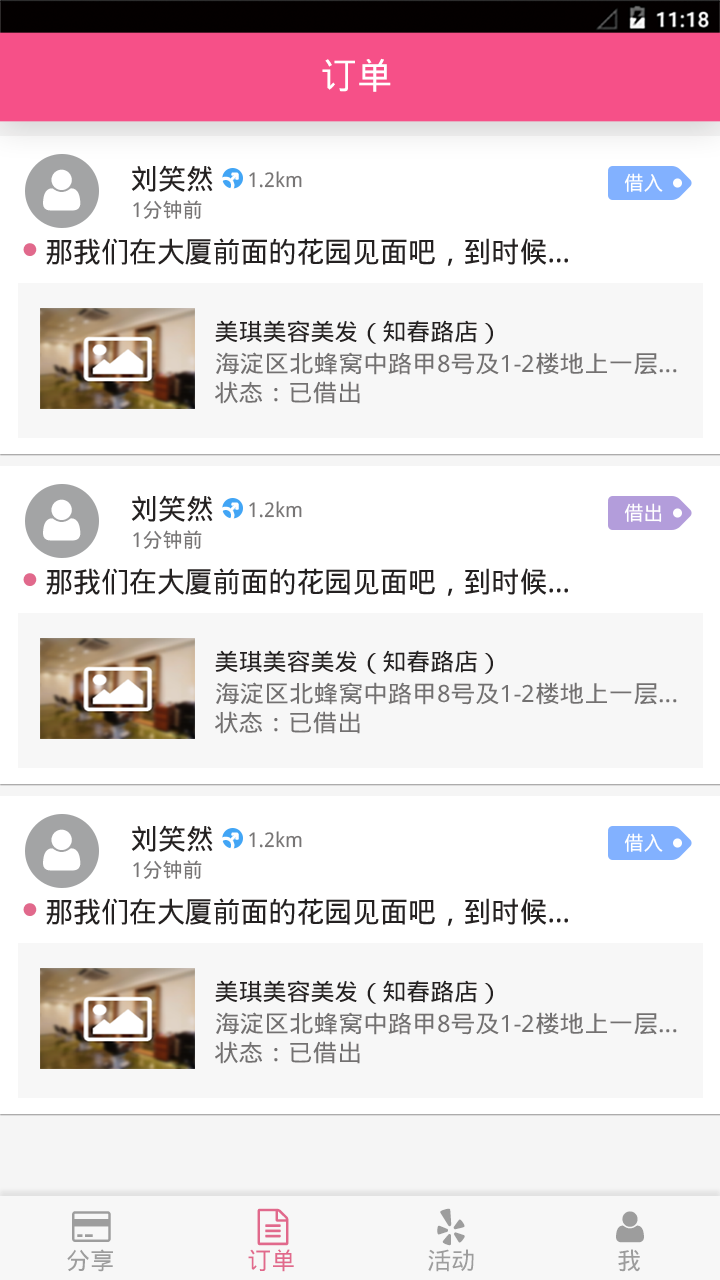 11:18
订单
刘笑然 1.2km
借入
1分钟前
那我们在大厦前面的花园见面吧，到时候...
美琪美容美发（知春路店）
海淀区北蜂窝中路甲8号及1-2楼地上一层...
状态：已借出
刘笑然 1.2km
借出
1分钟前
那我们在大厦前面的花园见面吧，到时候...
美琪美容美发（知春路店）
海淀区北蜂窝中路甲8号及1-2楼地上一层...
状态：已借出
刘笑然 1.2km
借入
1分钟前
那我们在大厦前面的花园见面吧，到时候...
美琪美容美发（知春路店）
海淀区北蜂窝中路甲8号及1-2楼地上一层...
状态：已借出
分享 订单 活动 我